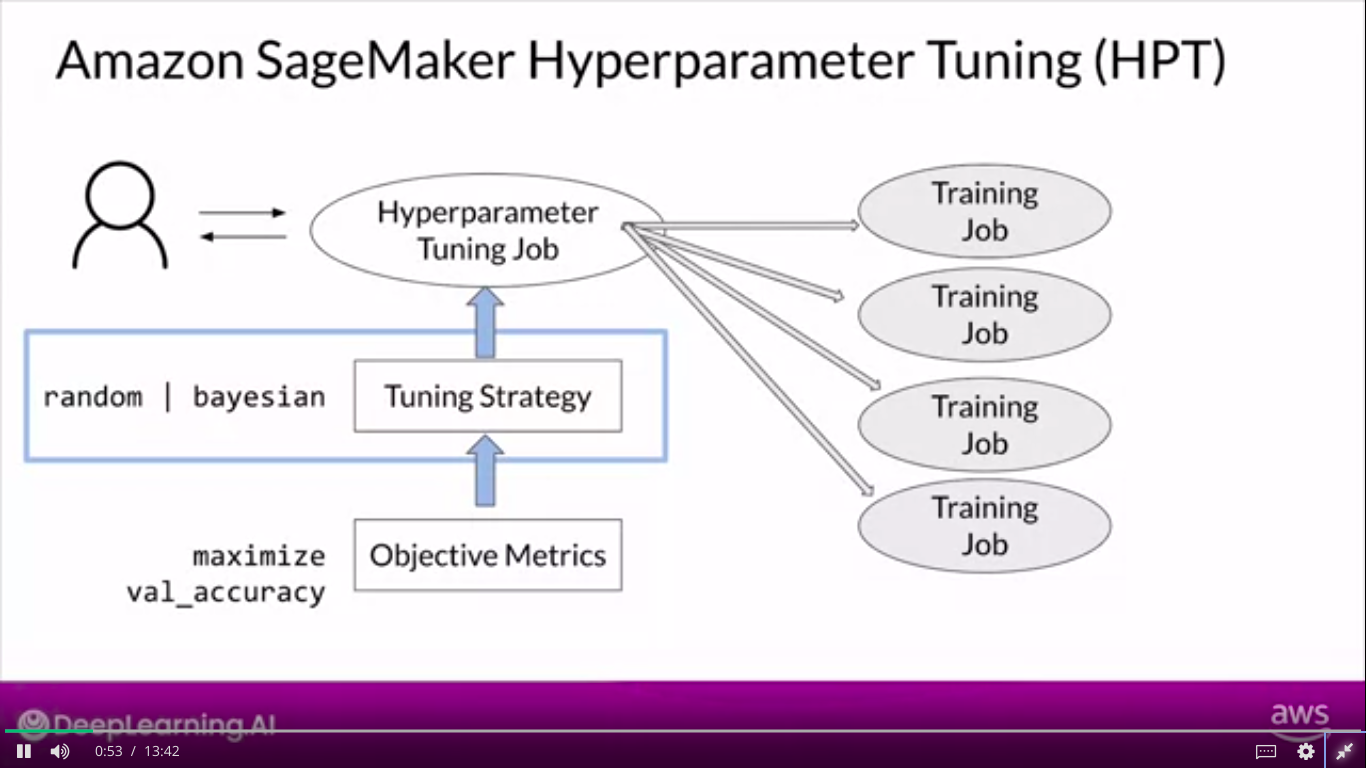 Amazon SageMaker Hyperparameter Tuning (HPT)
Hyperparameter
Tuning Job
Training
Job
Training
Job
random | bayesian
Tuning Strategy
Training
Job
Training
Job
maximize
val_accuracy
Objective Metrics
DeepLearning.AI
aws
0:53 / 13:42